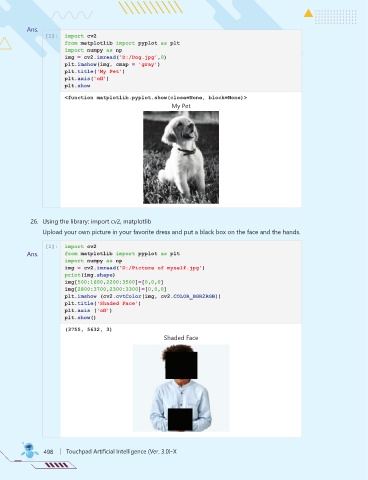 Ans.
[1]: import cv2
from matplotlib import pyplot as plt
import numpy as np
img = cv2.imread('D:/Dog.jpg',0)
plt.imshow(img, cmap = 'gray')
plt.title('My Pet')
plt.axis('off')
plt.show
<function matplotlib.pyplot.show(close=None, block=None)>
My Pet
26. Using the library: import cv2, matplotlib
Upload your own picture in your favorite dress and put a black box on the face and the hands.
[1]: import cv2
Ans. from matplotlib import pyplot as plt
import numpy as np
img = cv2.imread('D:/Picture of myself.jpg')
print(img.shape)
img[500:1600,2200:3500]=[0,0,0]
img[2800:3700,2300:3300]=[0,0,0]
plt.imshow (cv2.cvtColor(img, cv2.COLOR_BGR2RGB))
plt.title('Shaded Face')
plt.axis ('off')
plt.show()
(3755, 5632, 3)
Shaded Face
498 | Touchpad Artificial Intelligence (Ver. 3.0)-X